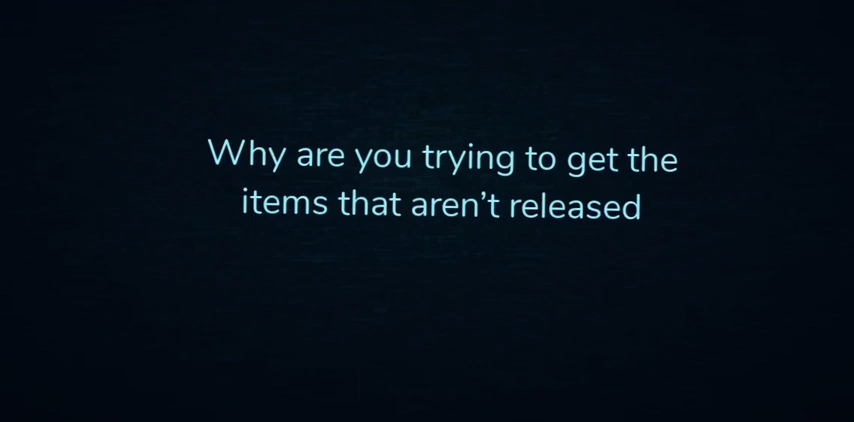 Why are you trying to get the
items that aren’t released